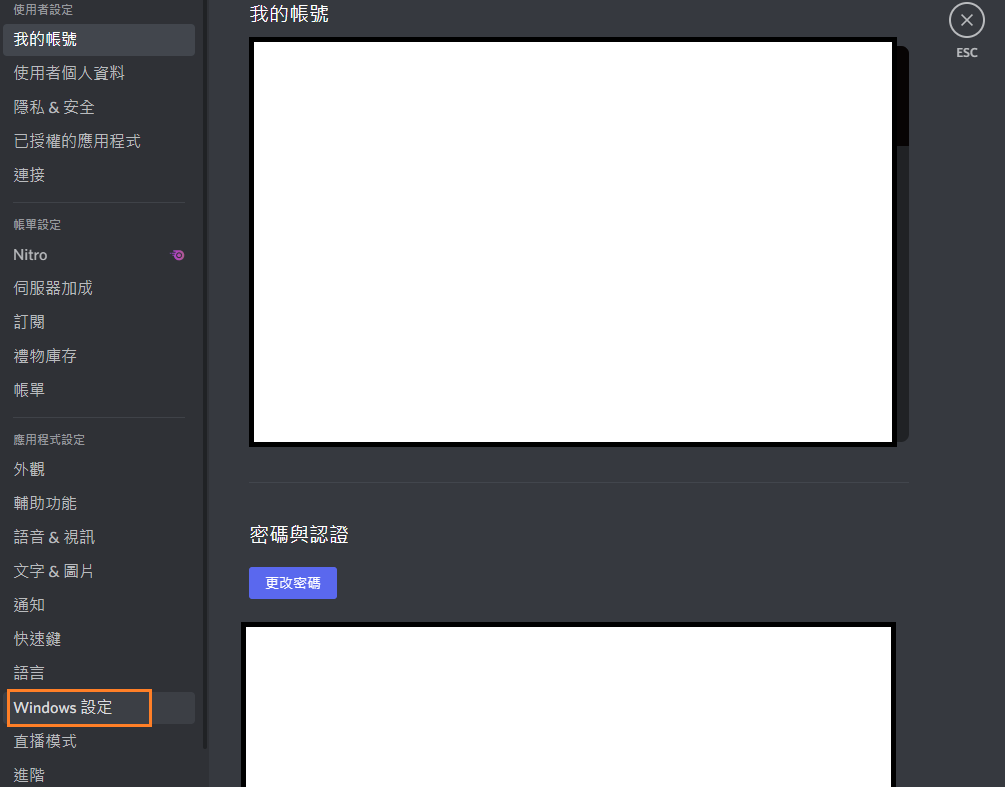 使用者設定
我的帳號
使用者個人資料
隱私 & 安全
已授權的應用程式
連接
帳單設定
Nitro
伺服器加成
訂閱
禮物庫存
帳單
應用程式設定
外觀
輔助功能
語音 & 視訊
文字 & 圖片
通知
快速鍵
語言
Windows 設定
直播模式
進階
我的帳號
ESC
密碼與認證
更改密碼